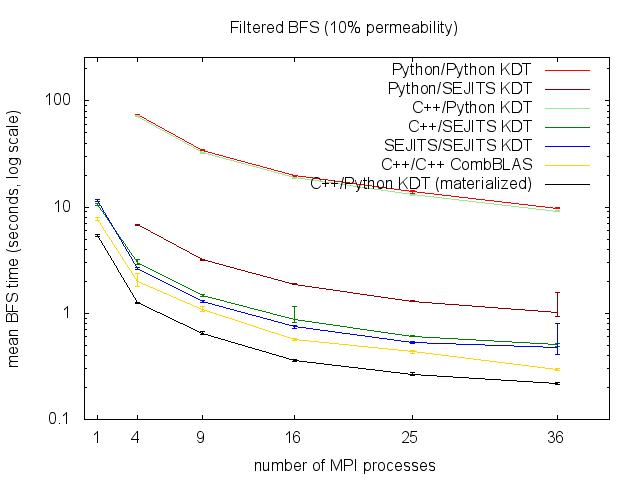 Filtered BFS (10% permeability)
Python/Python KDT
Python/SEJITS KDT
C++/Python KDT
C++/SEJITS KDT
SEJITS/SEJITS KDT
C++/C++ CombBLAS
C++/Python KDT (materialized)
mean BFS time (seconds, log scale)
100
10
1
0.1
1 4 9 16 25 36
number of MPI processes